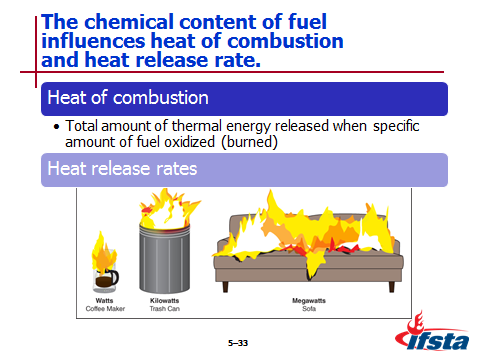 The chemical content of fuel
influences heat of combustion
and heat release rate.
Heat of combustion
• Total amount of thermal energy released when specific
amount of fuel oxidized (burned)
Heat release rates
Watts
Coffee Maker
Kilowatts
Trash Can
Megawatts
Sofa
5–33
ifsta